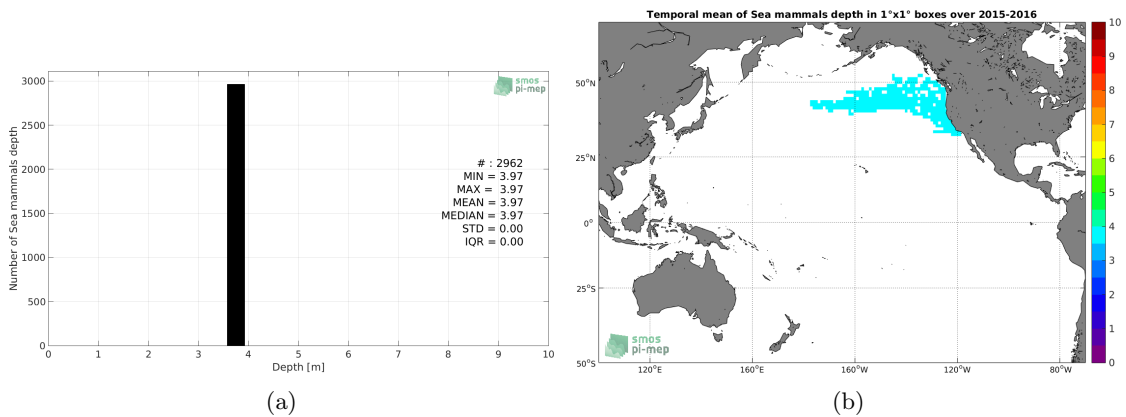 3000
2500
2000
1500
1000
500
0
Number of Sea mammals depth
smos
pi-mep
# : 2962
MIN = 3.97
MAX = 3.97
MEAN = 3.97
MEDIAN = 3.97
STD = 0.00
IQR = 0.00
0 1 2 3 4 5 6 7 8 9 10
Depth [m]
(a)
Temporal mean of Sea mammals depth in 1°x1° boxes over 2015-2016
50°N
25°N
0°
25°S
50°S
120°E 160°E 160°W 120°W 80°W
smos
pi-mep
10
9
8
7
6
5
4
3
2
1
0
(b)